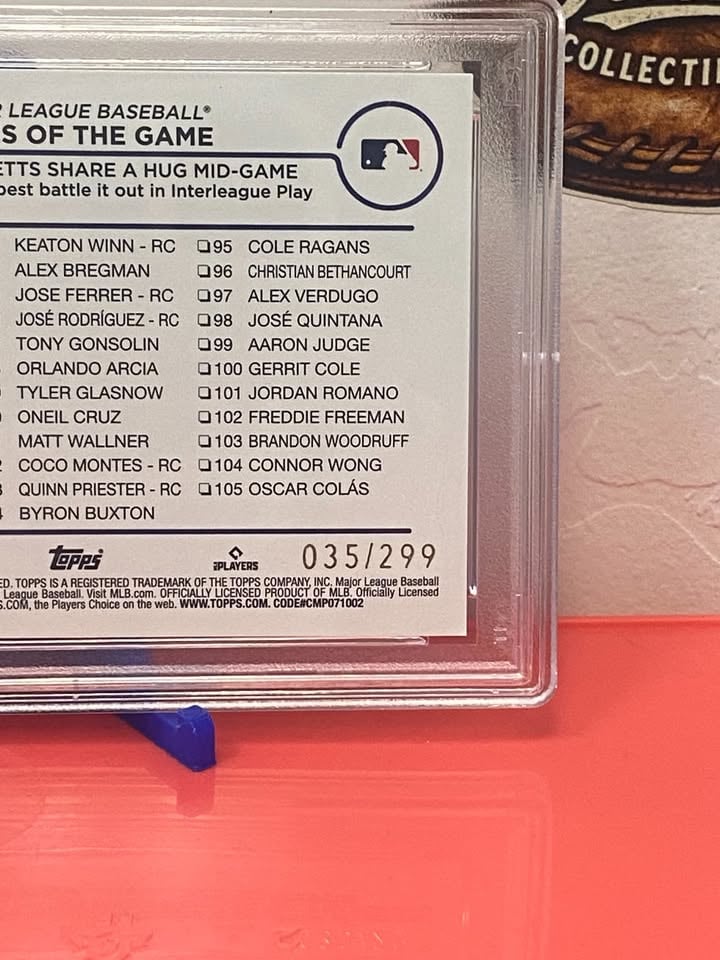 COLLECTI
R LEAGUE BASEBALL®
S OF THE GAME
ETTS SHARE A HUG MID-GAME
best battle it out in Interleague Play
KEATON WINN - RC
ALEX BREGMAN
JOSE FERRER - RC
JOSÉ RODRÍGUEZ - RC
TONY GONSOLIN
ORLANDO ARCIA
TYLER GLASNOW
ONEIL CRUZ
MATT WALLNER
COCO MONTES - RC
QUINN PRIESTER - RC
BYRON BUXTON
❏95 COLE RAGANS
❏96 CHRISTIAN BETHANCOURT
❏97 ALEX VERDUGO
❏98 JOSÉ QUINTANA
❏99 AARON JUDGE
❏100 GERRIT COLE
❏101 JORDAN ROMANO
❏102 FREDDIE FREEMAN
❏103 BRANDON WOODRUFF
❏104 CONNOR WONG
❏105 OSCAR COLÁS
topps PLAYERS 035/299
ED. TOPPS IS A REGISTERED TRADEMARK OF THE TOPPS COMPANY, INC. Major League Baseball
League Baseball. Visit MLB.com. OFFICIALLY LICENSED PRODUCT OF MLB. Officially Licensed
S.COM, the Players Choice on the web. WWW.TOPPS.COM. CODE#CMP071002